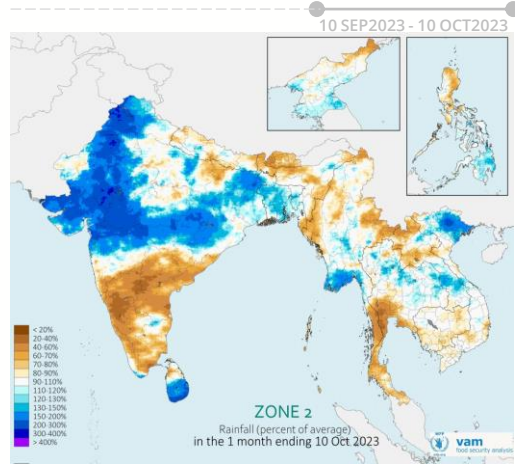 10 SEP2023 - 10 OCT2023
< 20%
20-40%
40-60%
60-70%
70-80%
80-90%
90-110%
110-120%
120-130%
130-150%
150-200%
200-300%
300-400%
> 400%
ZONE 2
Rainfall (percent of average)
in the 1 month ending 10 Oct 2023
WFP
vam
food security analysis